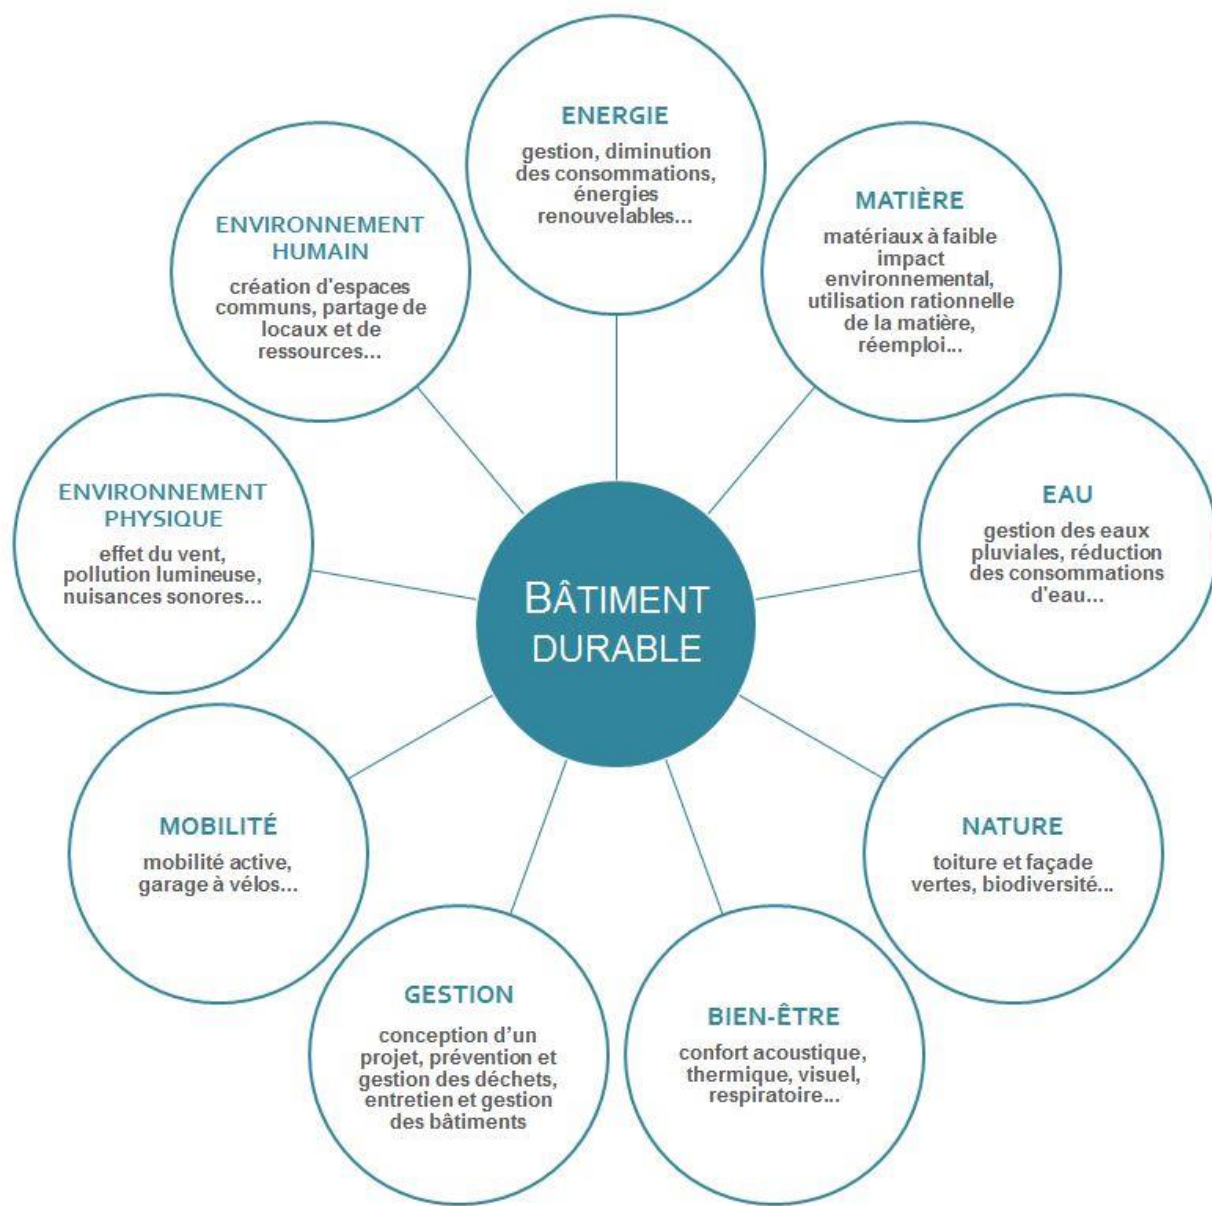 ENERGIE
gestion, diminution
des consommations,
énergies
renouvelables...
MATIÈRE
matériaux à faible
impact
environnemental,
utilisation rationnelle
de la matière,
réemploi...
EAU
gestion des eaux
pluviales, réduction
des consommations
d'eau...
NATURE
toiture et façade
vertes, biodiversité...
BIEN-ÊTRE
confort acoustique,
thermique, visuel,
respiratoire...
GESTION
conception d’un
projet, prévention et
gestion des déchets,
entretien et gestion
des bâtiments
MOBILITÉ
mobilité active,
garage à vélos...
ENVIRONNEMENT
PHYSIQUE
effet du vent,
pollution lumineuse,
nuisances sonores...
ENVIRONNEMENT
HUMAIN
création d'espaces
communs, partage de
locaux et de
ressources...
BÂTIMENT
DURABLE